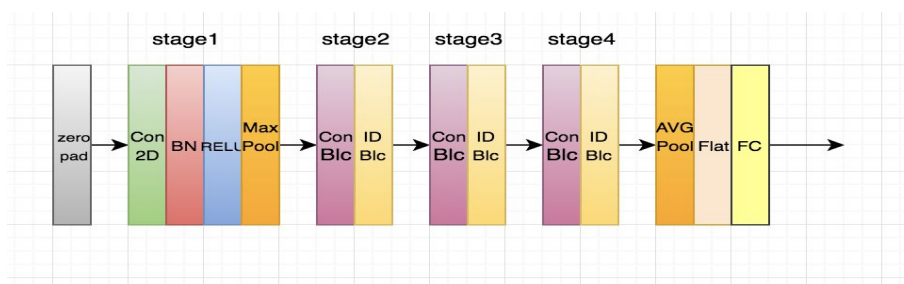 stage1
stage2
stage3
stage4
zero
pad
Con
2D
BN
RELU
Max
Pool
Con
Blc
ID
Blc
Con
Blc
ID
Blc
Con
Blc
ID
Blc
AVG
Pool
Flat
FC